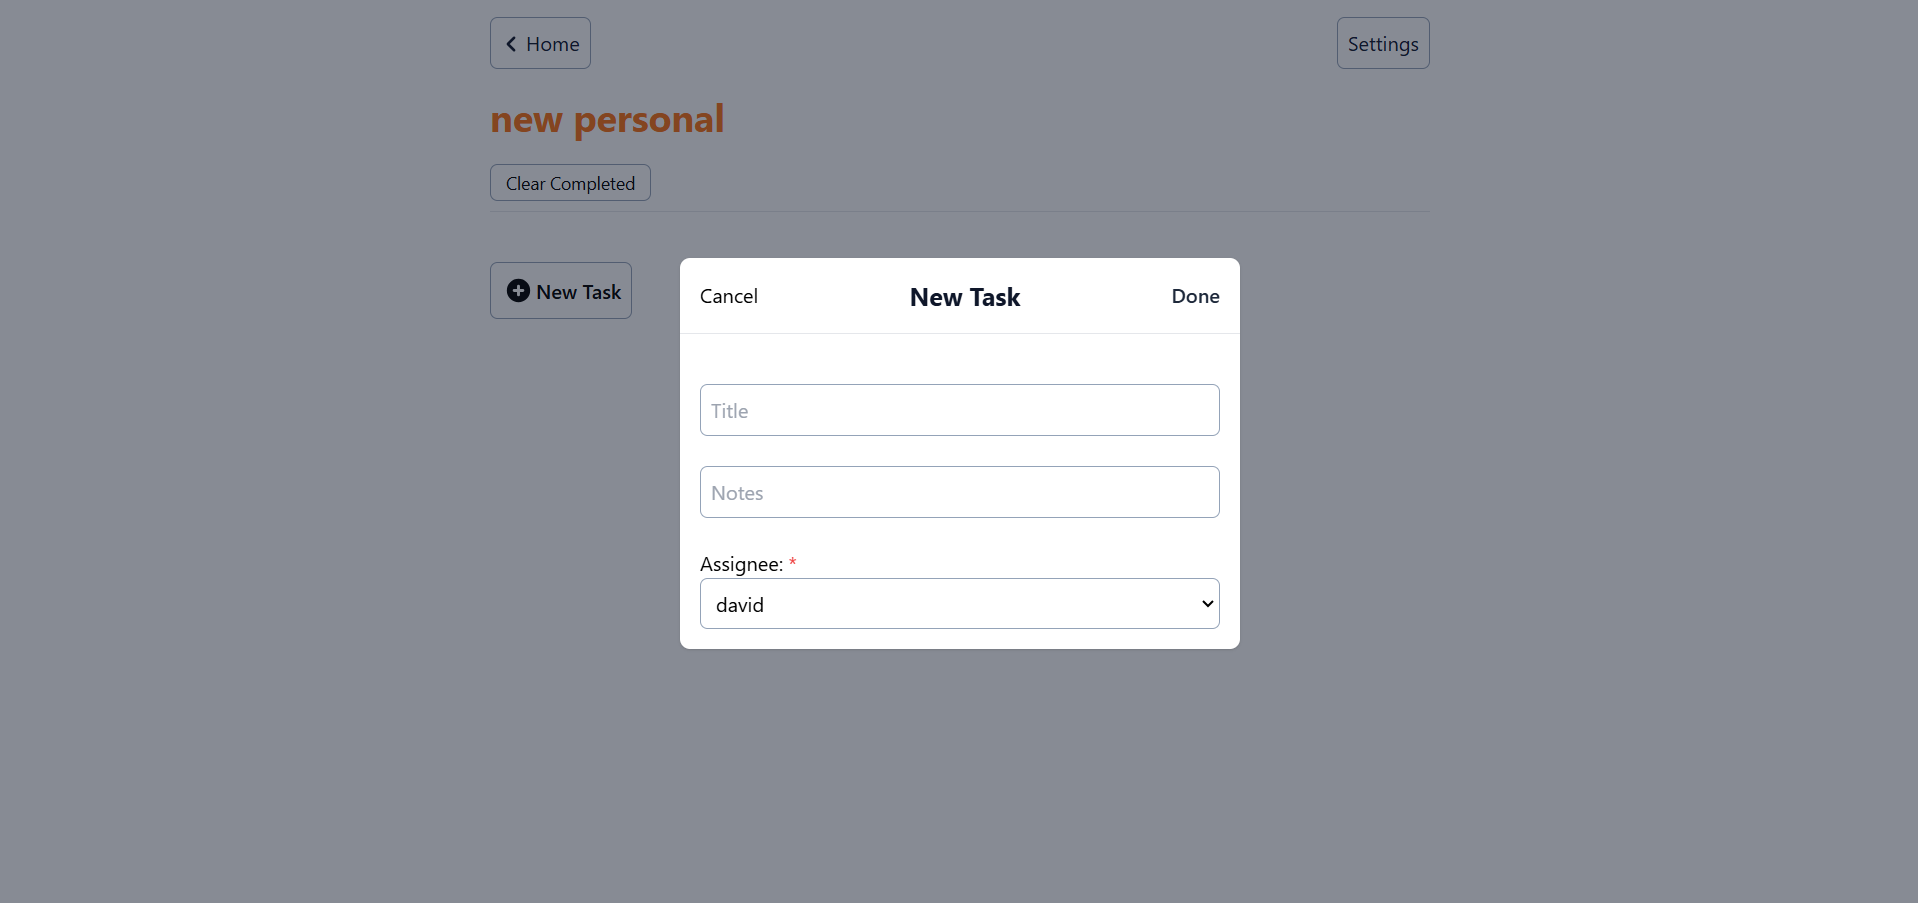 Home
Settings
new personal
Clear Completed
New Task
Cancel
New Task
Done
Title
Notes
Assignee: *
david